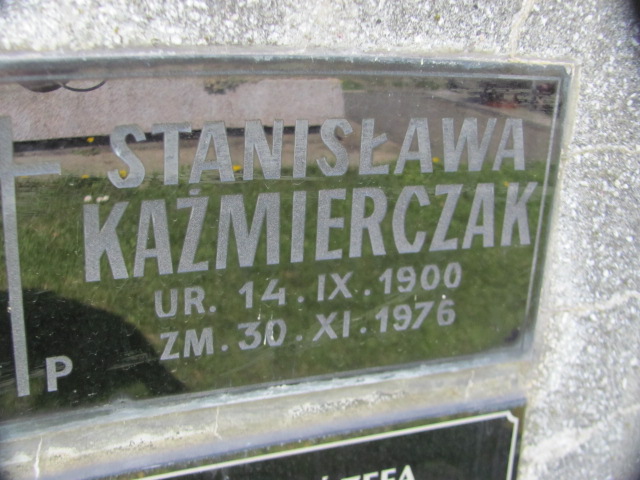 STANISŁAWA
KAŹMIERCZAK
UR. 14.IX.1900
ZM.30.XI.1976
P